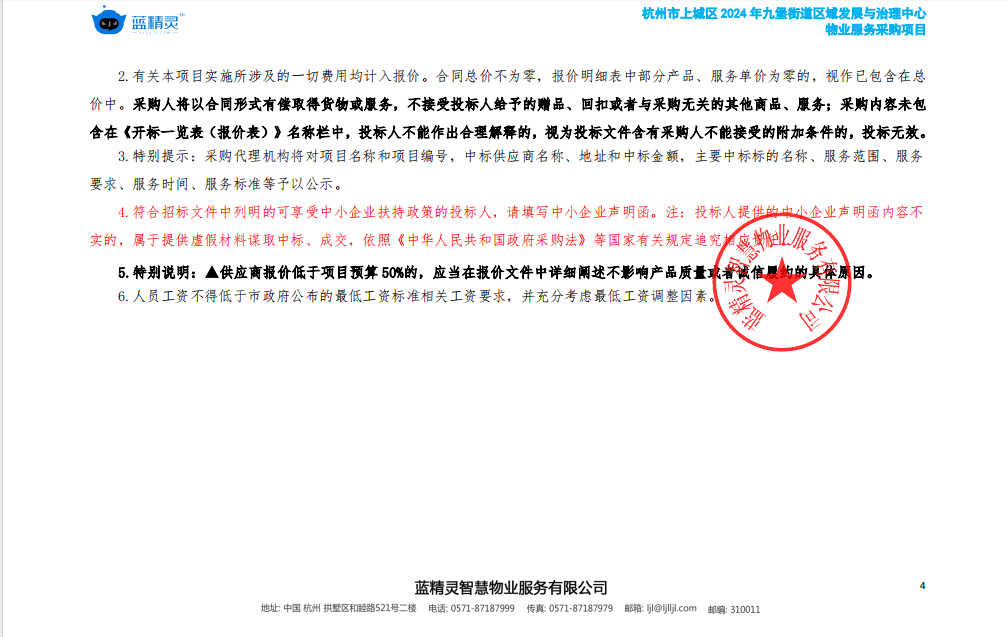 蓝精灵
LJLJLJL.COM
杭州市上城区 2024 年九堡街道区域发展与治理中心
物业服务采购项目
2.有关本项目实施所涉及的一切费用均计入报价。合同总价不为零，报价明细表中部分产品、服务单价为零的，视作已包含在总
价中。采购人将以合同形式有偿取得货物或服务，不接受投标人给予的赠品、回扣或者与采购无关的其他商品、服务；采购内容未包
含在《开标一览表（报价表）》名称栏中，投标人不能作出合理解释的，视为投标文件含有采购人不能接受的附加条件的，投标无效。
3.特别提示：采购代理机构将对项目名称和项目编号，中标供应商名称、地址和中标金额，主要中标标的名称、服务范围、服务
要求、服务时间、服务标准等予以公示。
4.符合招标文件中列明的可享受中小企业扶持政策的投标人，请填写中小企业声明函。注：投标人提供的中小企业声明函内容不
实的，属于提供虚假材料谋取中标、成交，依照《中华人民共和国政府采购法》等国家有关规定追究相应责任。
5.特别说明：▲供应商报价低于项目预算 50%的，应当在报价文件中详细阐述不影响产品质量或者诚信履约的具体原因。
6.人员工资不得低于市政府公布的最低工资标准相关工资要求，并充分考虑最低工资调整因素。
蓝精灵智慧物业服务有限公司
蓝精灵智慧物业服务有限公司
4
地址: 中国 杭州 拱墅区和睦路521号二楼 电话: 0571-87187999 传真: 0571-87187979 邮箱: ljl@ljlljl.com 邮编: 310011